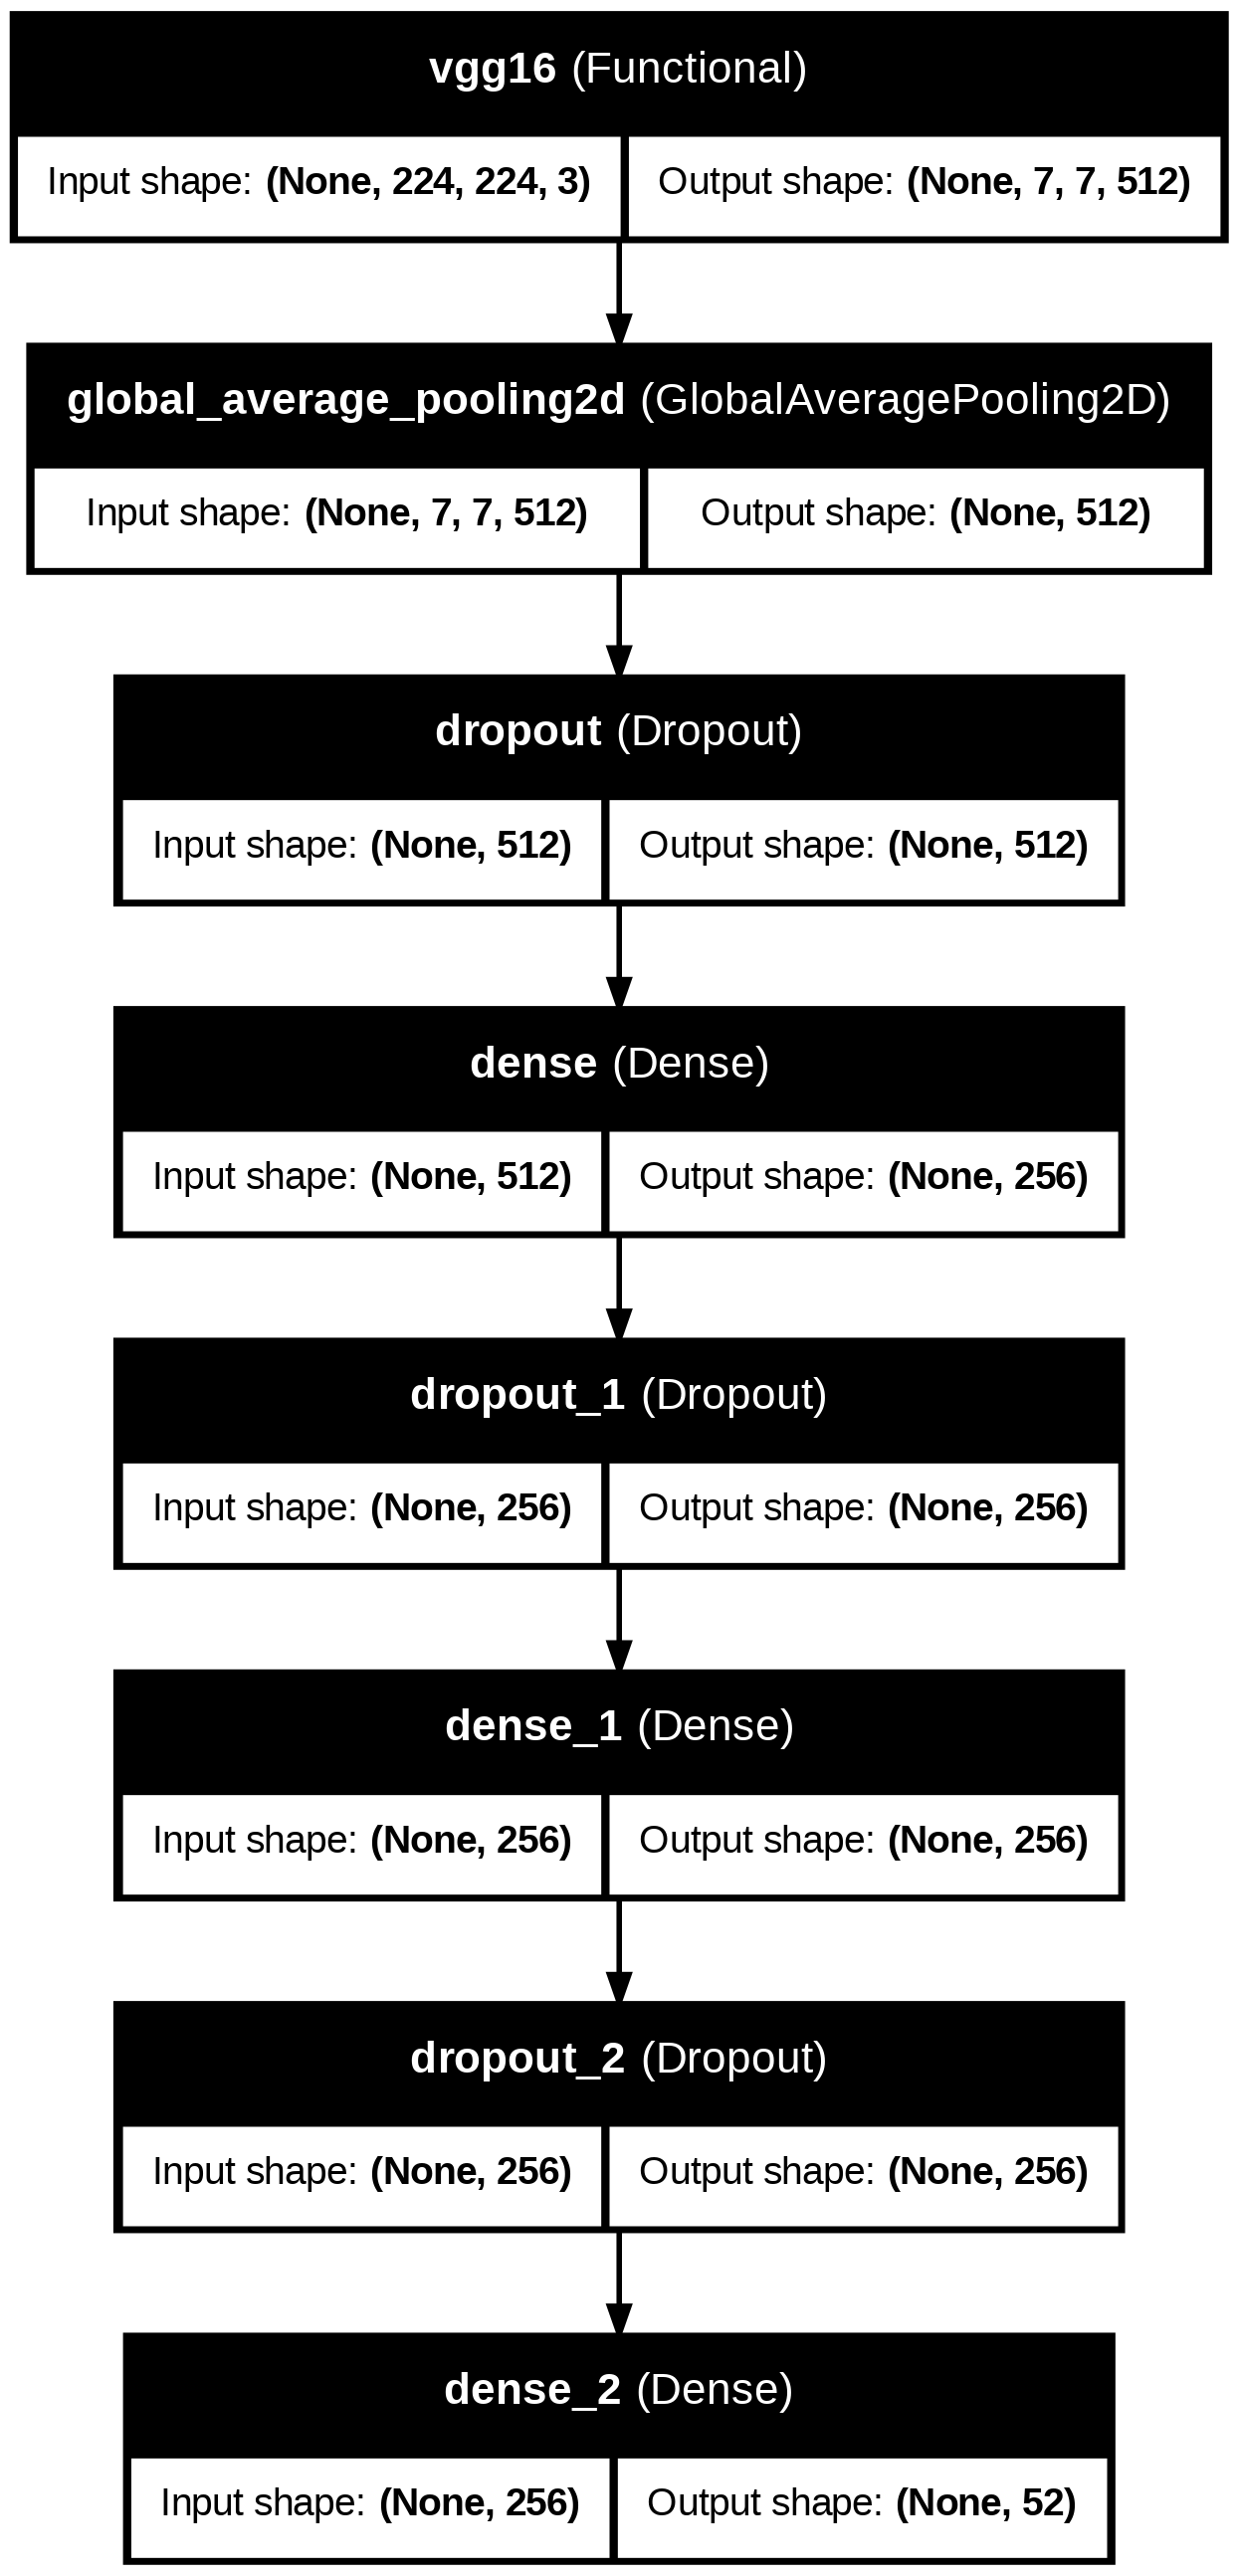 vgg16 (Functional)
Input shape: (None, 224, 224, 3) Output shape: (None, 7, 7, 512)
global_average_pooling2d (GlobalAveragePooling2D)
Input shape: (None, 7, 7, 512) Output shape: (None, 512)
dropout (Dropout)
Input shape: (None, 512) Output shape: (None, 512)
dense (Dense)
Input shape: (None, 512) Output shape: (None, 256)
dropout_1 (Dropout)
Input shape: (None, 256) Output shape: (None, 256)
dense_1 (Dense)
Input shape: (None, 256) Output shape: (None, 256)
dropout_2 (Dropout)
Input shape: (None, 256) Output shape: (None, 256)
dense_2 (Dense)
Input shape: (None, 256) Output shape: (None, 52)